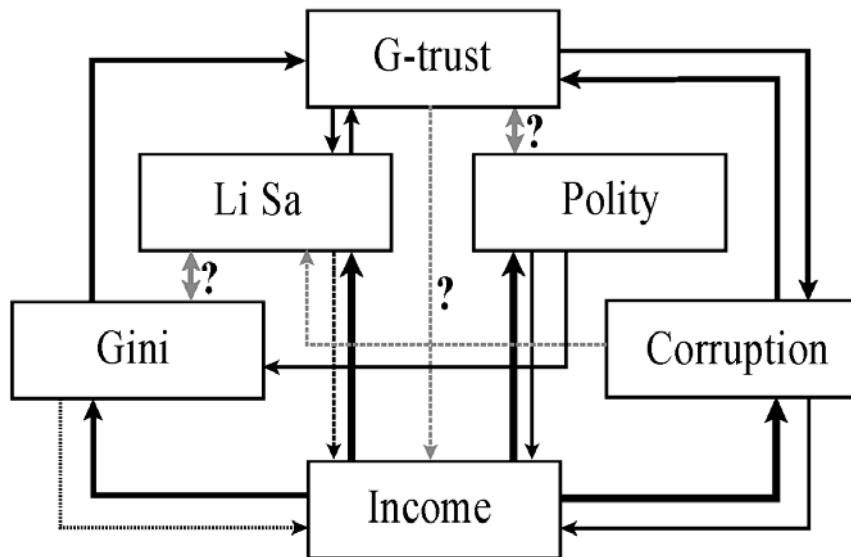 G-trust
?
Li Sa
Polity
?
?
Gini
Corruption
Income